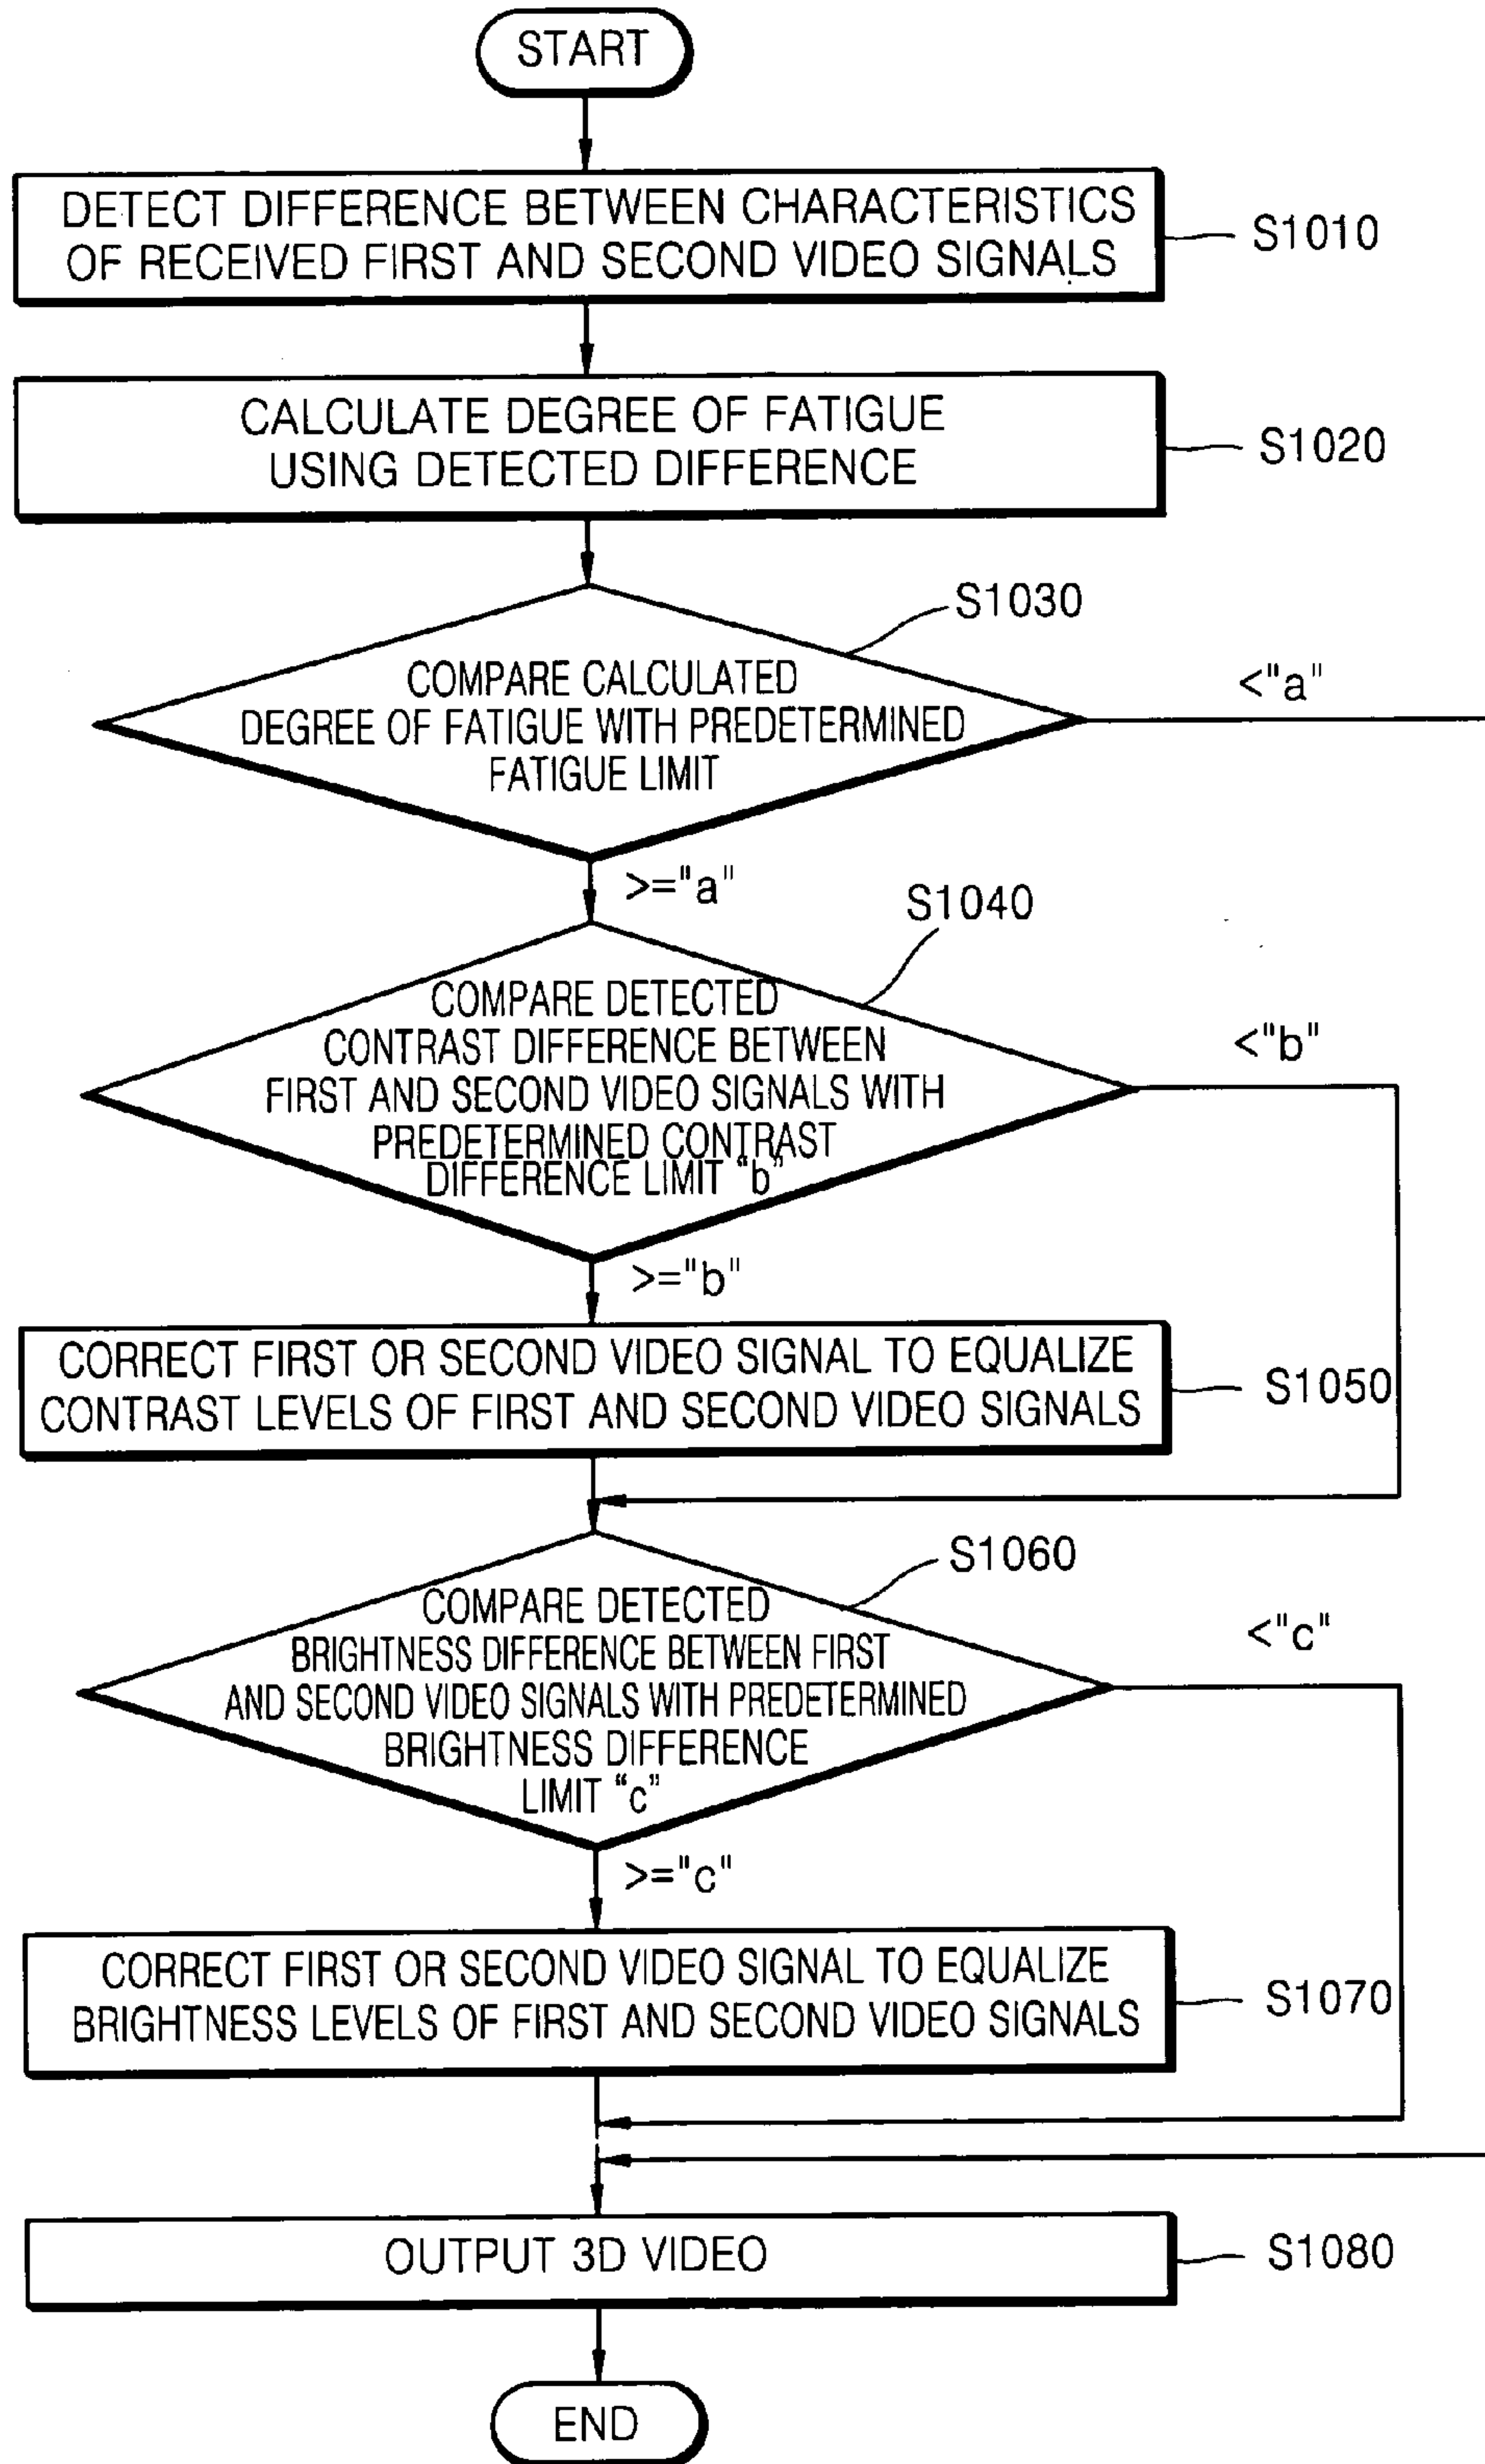 START
DETECT DIFFERENCE BETWEEN CHARACTERISTICS
OF RECEIVED FIRST AND SECOND VIDEO SIGNALS
S1010
CALCULATE DEGREE OF FATIGUE
USING DETECTED DIFFERENCE
S1020
S1030
COMPARE CALCULATED
DEGREE OF FATIGUE WITH PREDETERMINED
FATIGUE LIMIT
<"a"
>="a"
S1040
COMPARE DETECTED
CONTRAST DIFFERENCE BETWEEN
FIRST AND SECOND VIDEO SIGNALS WITH
PREDETERMINED CONTRAST
DIFFERENCE LIMIT "b"
<"b"
>="b"
CORRECT FIRST OR SECOND VIDEO SIGNAL TO EQUALIZE
CONTRAST LEVELS OF FIRST AND SECOND VIDEO SIGNALS
S1050
S1060
COMPARE DETECTED
BRIGHTNESS DIFFERENCE BETWEEN FIRST
AND SECOND VIDEO SIGNALS WITH PREDETERMINED
BRIGHTNESS DIFFERENCE
LIMIT "c"
<"c"
>="c"
CORRECT FIRST OR SECOND VIDEO SIGNAL TO EQUALIZE
BRIGHTNESS LEVELS OF FIRST AND SECOND VIDEO SIGNALS
S1070
OUTPUT 3D VIDEO
S1080
END